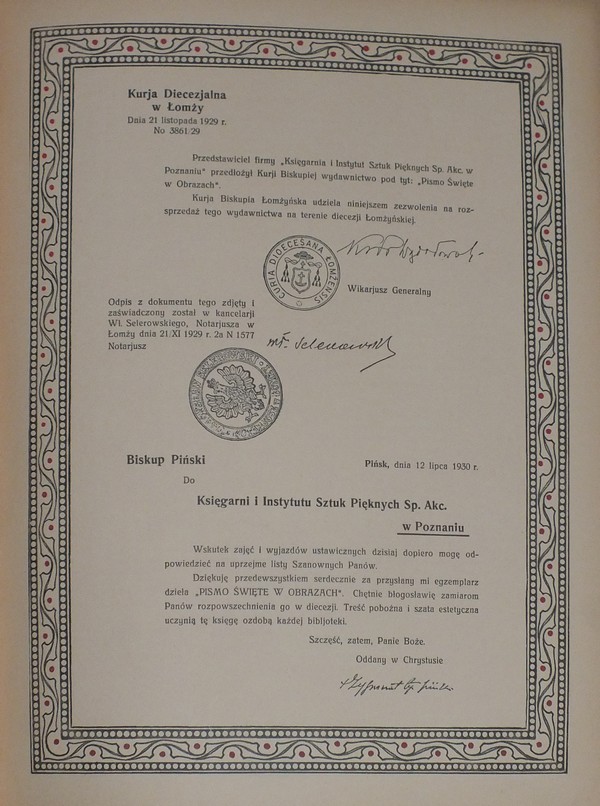 Kurja Diecezjalna
w Łomży
Dnia 21 listopada 1929 r.
No 3861/29
Przedstawiciel firmy „Księgarnia i Instytut Sztuk Pięknych Sp. Akc. w
Poznaniu“ przedłożył Kurji Biskupiej wydawnictwo pod tyt: „Pismo Święte
w Obrazach“.
Kurja Biskupia Łomżyńska udziela niniejszem zezwolenia na roz-
sprzedaż tego wydawnictwa na terenie diecezji Łomżyńskiej.
CURIA DIOECESANA ŁOMŻENSIS
Wikarjusz Generalny
Odpis z dokumentu tego zdjęty i
zaświadczony został w kancelarji
Wł. Selerowskiego, Notarjusza w
Łomży dnia 21/XI 1929 r. 2a N 1577
Notarjusz
Biskup Piński
Pińsk, dnia 12 lipca 1930 r.
Do
Księgarni i Instytutu Sztuk Pięknych Sp. Akc.
w Poznaniu
Wskutek zajęć i wyjazdów ustawicznych dzisiaj dopiero mogę od-
powiedzieć na uprzejme listy Szanownych Panów.
Dziękuję przedewszystkiem serdecznie za przysłany mi egzemplarz
dzieła „PISMO ŚWIĘTE W OBRAZACH“. Chętnie błogosławię zamiarom
Panów rozpowszechnienia go w diecezji. Treść pobożna i szata estetyczna
uczynią tę księgę ozdobą każdej bibljoteki.
Szczęść, zatem, Panie Boże.
Oddany w Chrystusie
Zygmunt